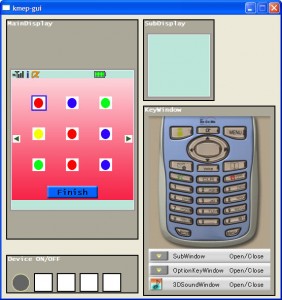 kmep-gui
MainDisplay
SubDisplay
KeyWindow
Finish
MENU
SubWindow Open/Close
OptionKeyWindow Open/Close
3DSoundWindow Open/Close
Device ON/OFF